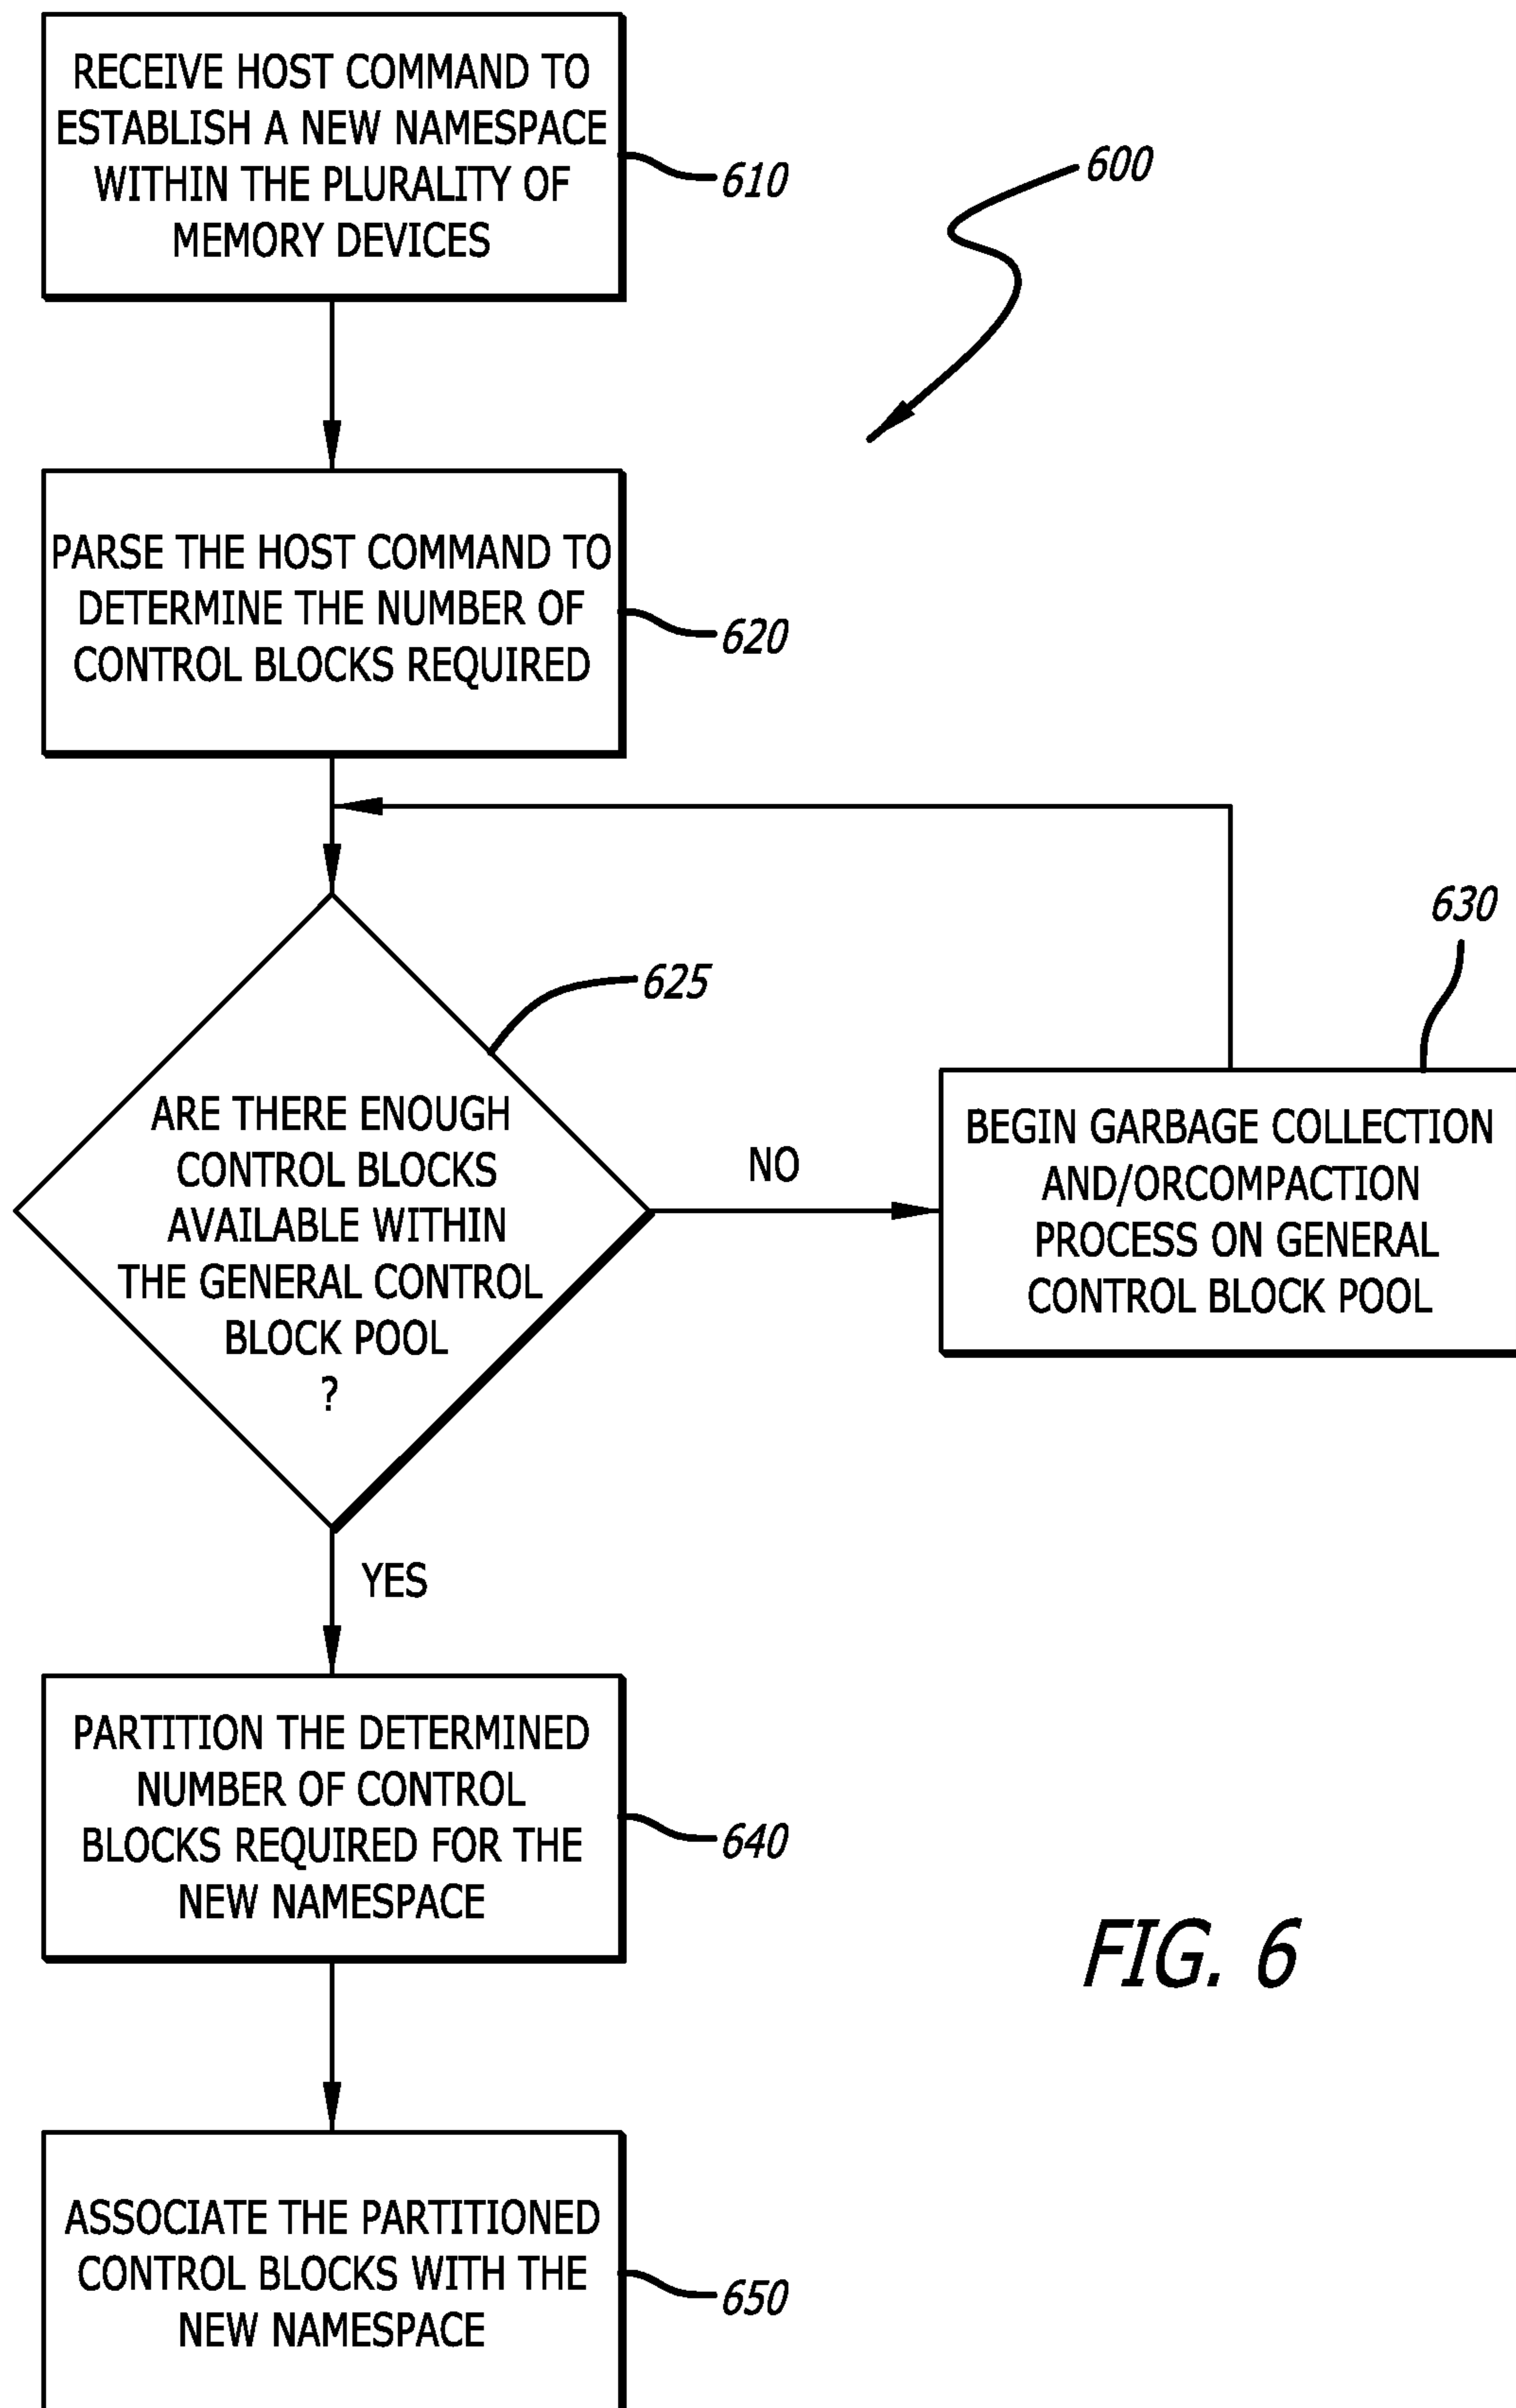 RECEIVE HOST COMMAND TO
ESTABLISH A NEW NAMESPACE
WITHIN THE PLURALITY OF
MEMORY DEVICES
610
600
PARSE THE HOST COMMAND TO
DETERMINE THE NUMBER OF
CONTROL BLOCKS REQUIRED
620
625
ARE THERE ENOUGH
CONTROL BLOCKS
AVAILABLE WITHIN
THE GENERAL CONTROL
BLOCK POOL
?
NO
630
BEGIN GARBAGE COLLECTION
AND/ORCOMPACTION
PROCESS ON GENERAL
CONTROL BLOCK POOL
YES
PARTITION THE DETERMINED
NUMBER OF CONTROL
BLOCKS REQUIRED FOR THE
NEW NAMESPACE
640
FIG. 6
ASSOCIATE THE PARTITIONED
CONTROL BLOCKS WITH THE
NEW NAMESPACE
650